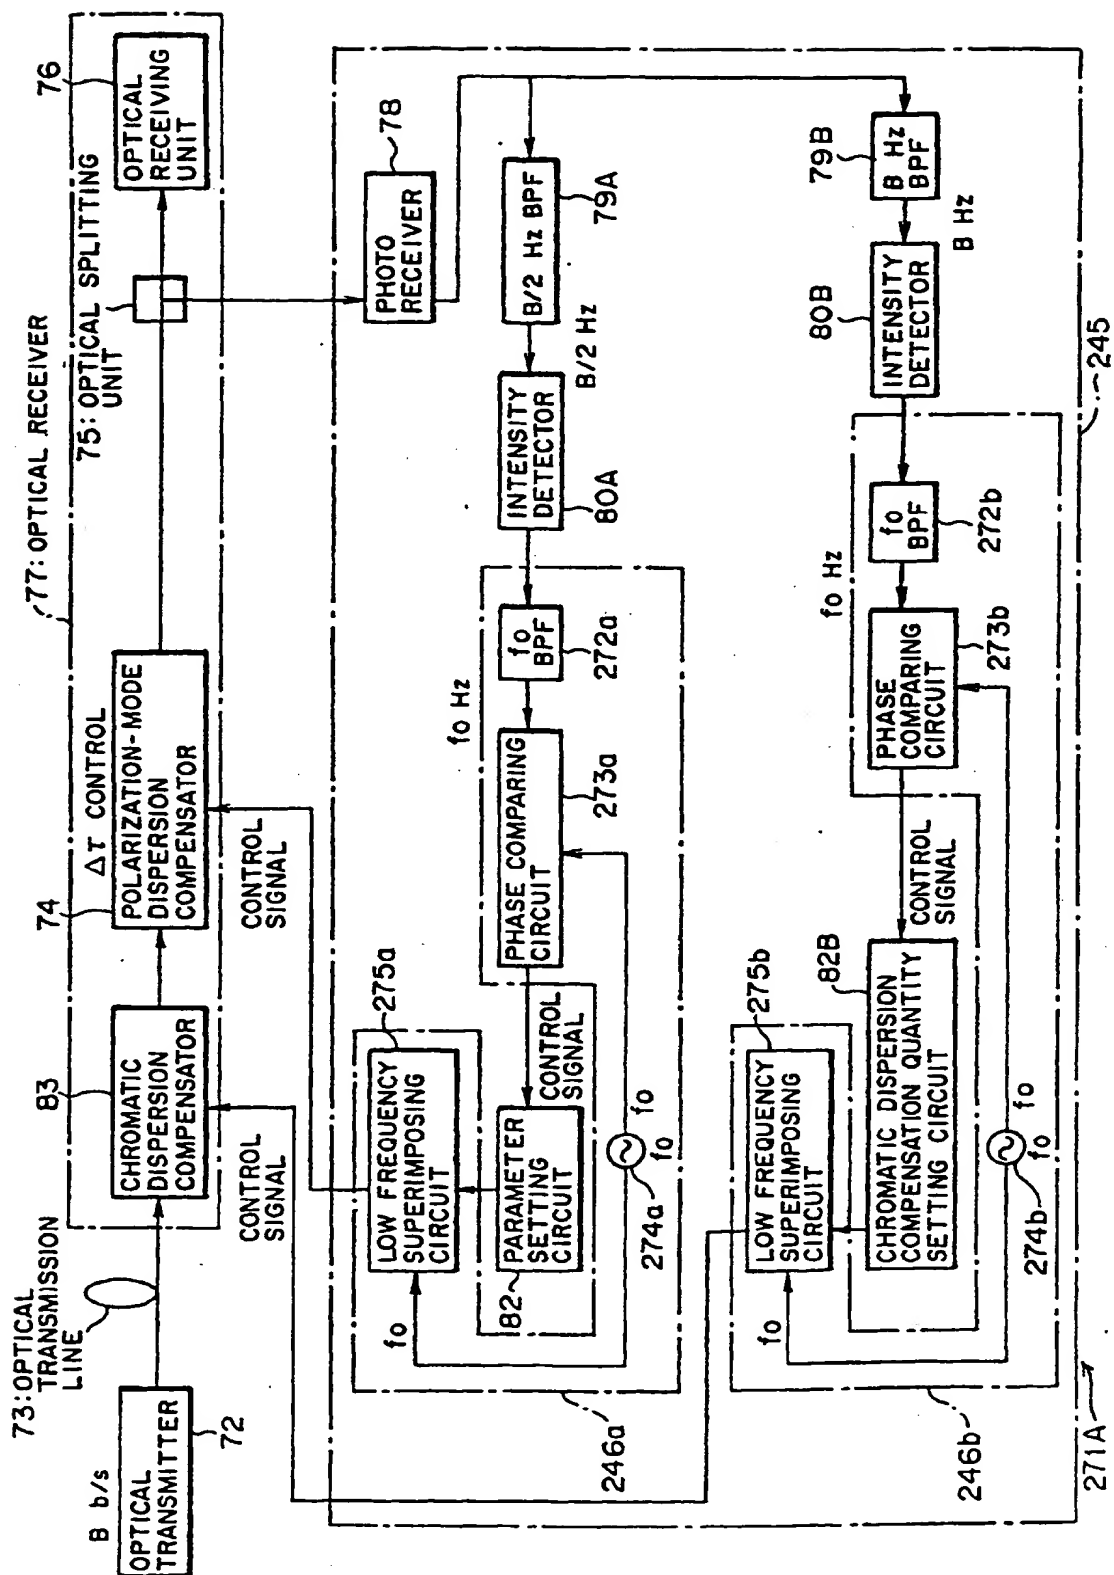 B b/s
OPTICAL
TRANSMITTER
72
73:OPTICAL
TRANSMISSION
LINE
83
CHROMATIC
DISPERSION
COMPENSATOR
CONTROL
SIGNAL
74
Δτ CONTROL
POLARIZATION-MODE
DISPERSION
COMPENSATOR
CONTROL
SIGNAL
77:OPTICAL RECEIVER
75:OPTICAL SPLITTING
UNIT
76
OPTICAL
RECEIVING
UNIT
PHOTO
RECEIVER
78
B/2 Hz BPF
79A
B/2 Hz
INTENSITY
DETECTOR
80A
fo Hz
fo
BPF
272a
PHASE COMPARING
CIRCUIT
273a
CONTROL
SIGNAL
275a
LOW FREQUENCY
SUPERIMPOSING
CIRCUIT
82
PARAMETER
SETTING
CIRCUIT
fo
fo
fo
274a
246a
B Hz
BPF
79B
B Hz
INTENSITY
DETECTOR
80B
fo Hz
fo
BPF
272b
PHASE
COMPARING
CIRCUIT
273b
CONTROL
SIGNAL
82B
CHROMATIC DISPERSION
COMPENSATION QUANTITY
SETTING CIRCUIT
275b
LOW FREQUENCY
SUPERIMPOSING
CIRCUIT
fo
fo
fo
274b
246b
245
271A